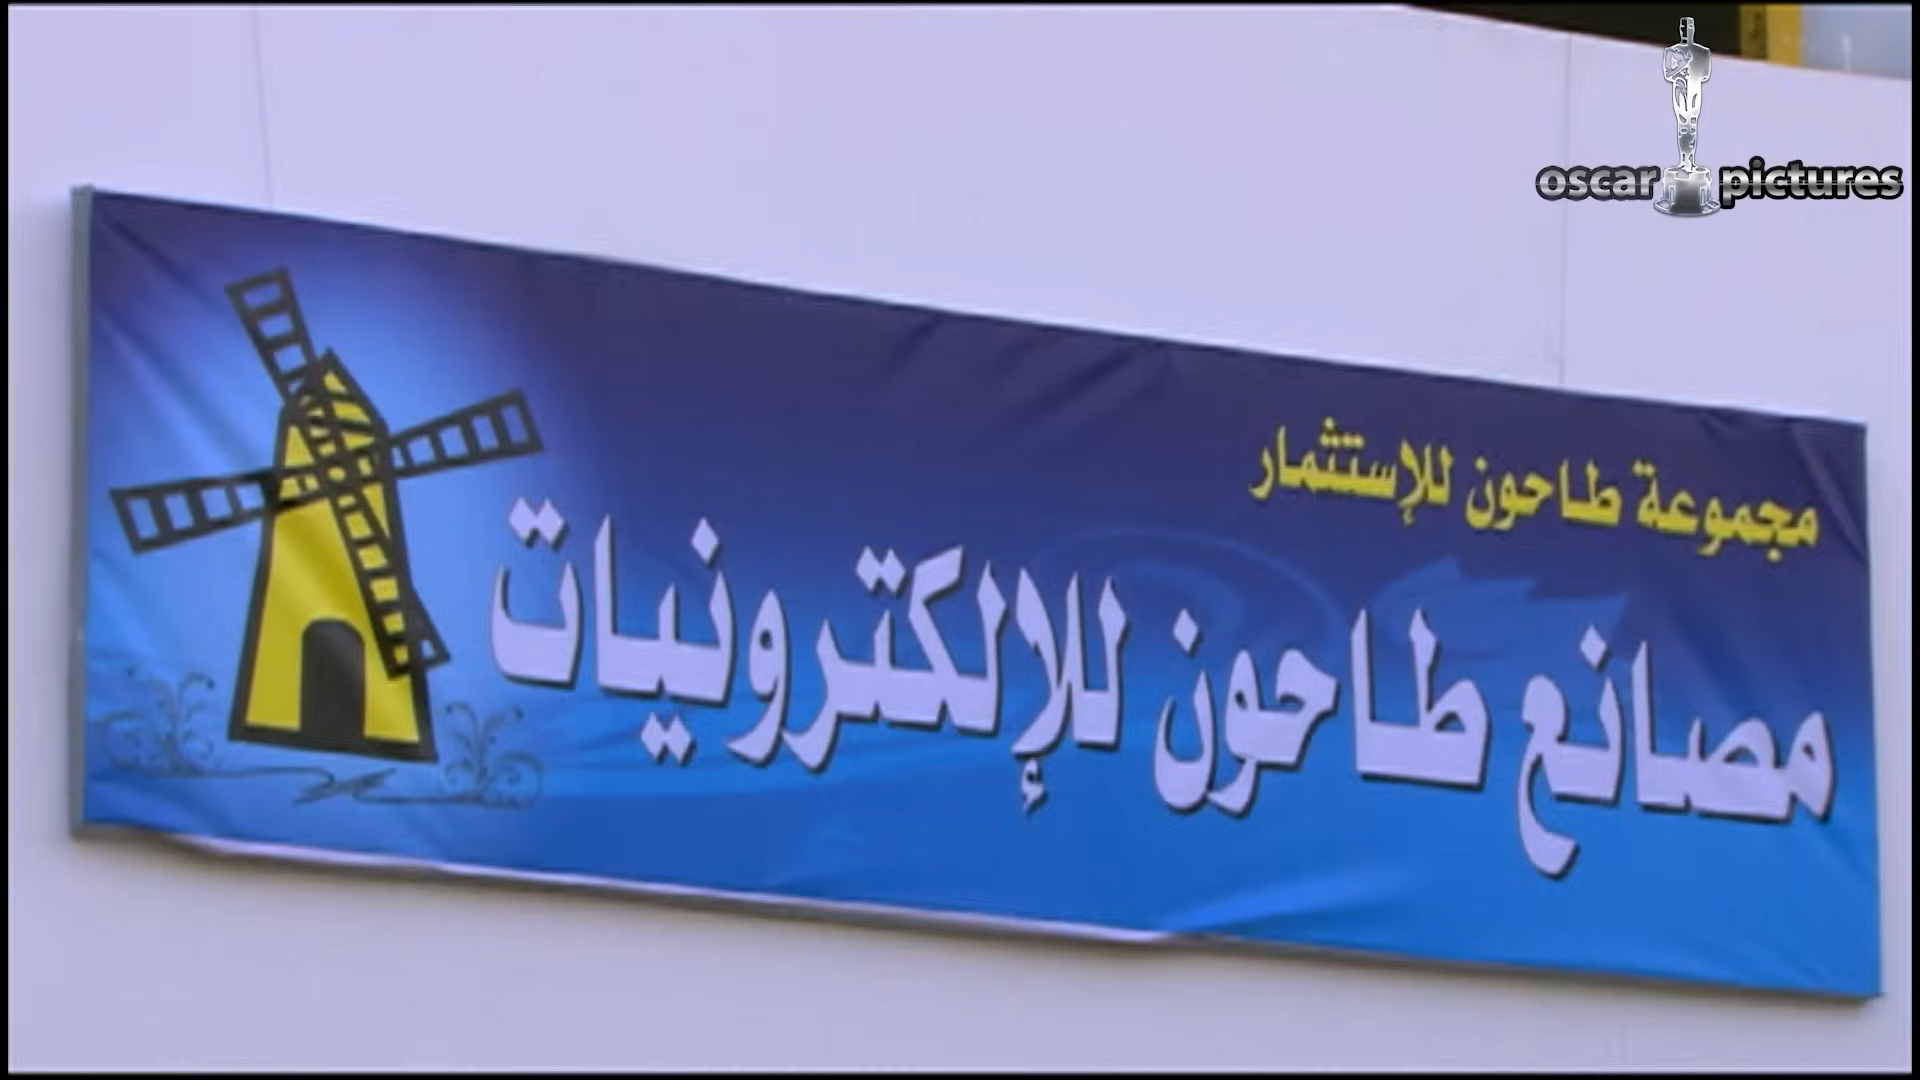 oscar pictures
مجموعة طاحون للإستثمار
مصانع طاحون للإلكترونيات